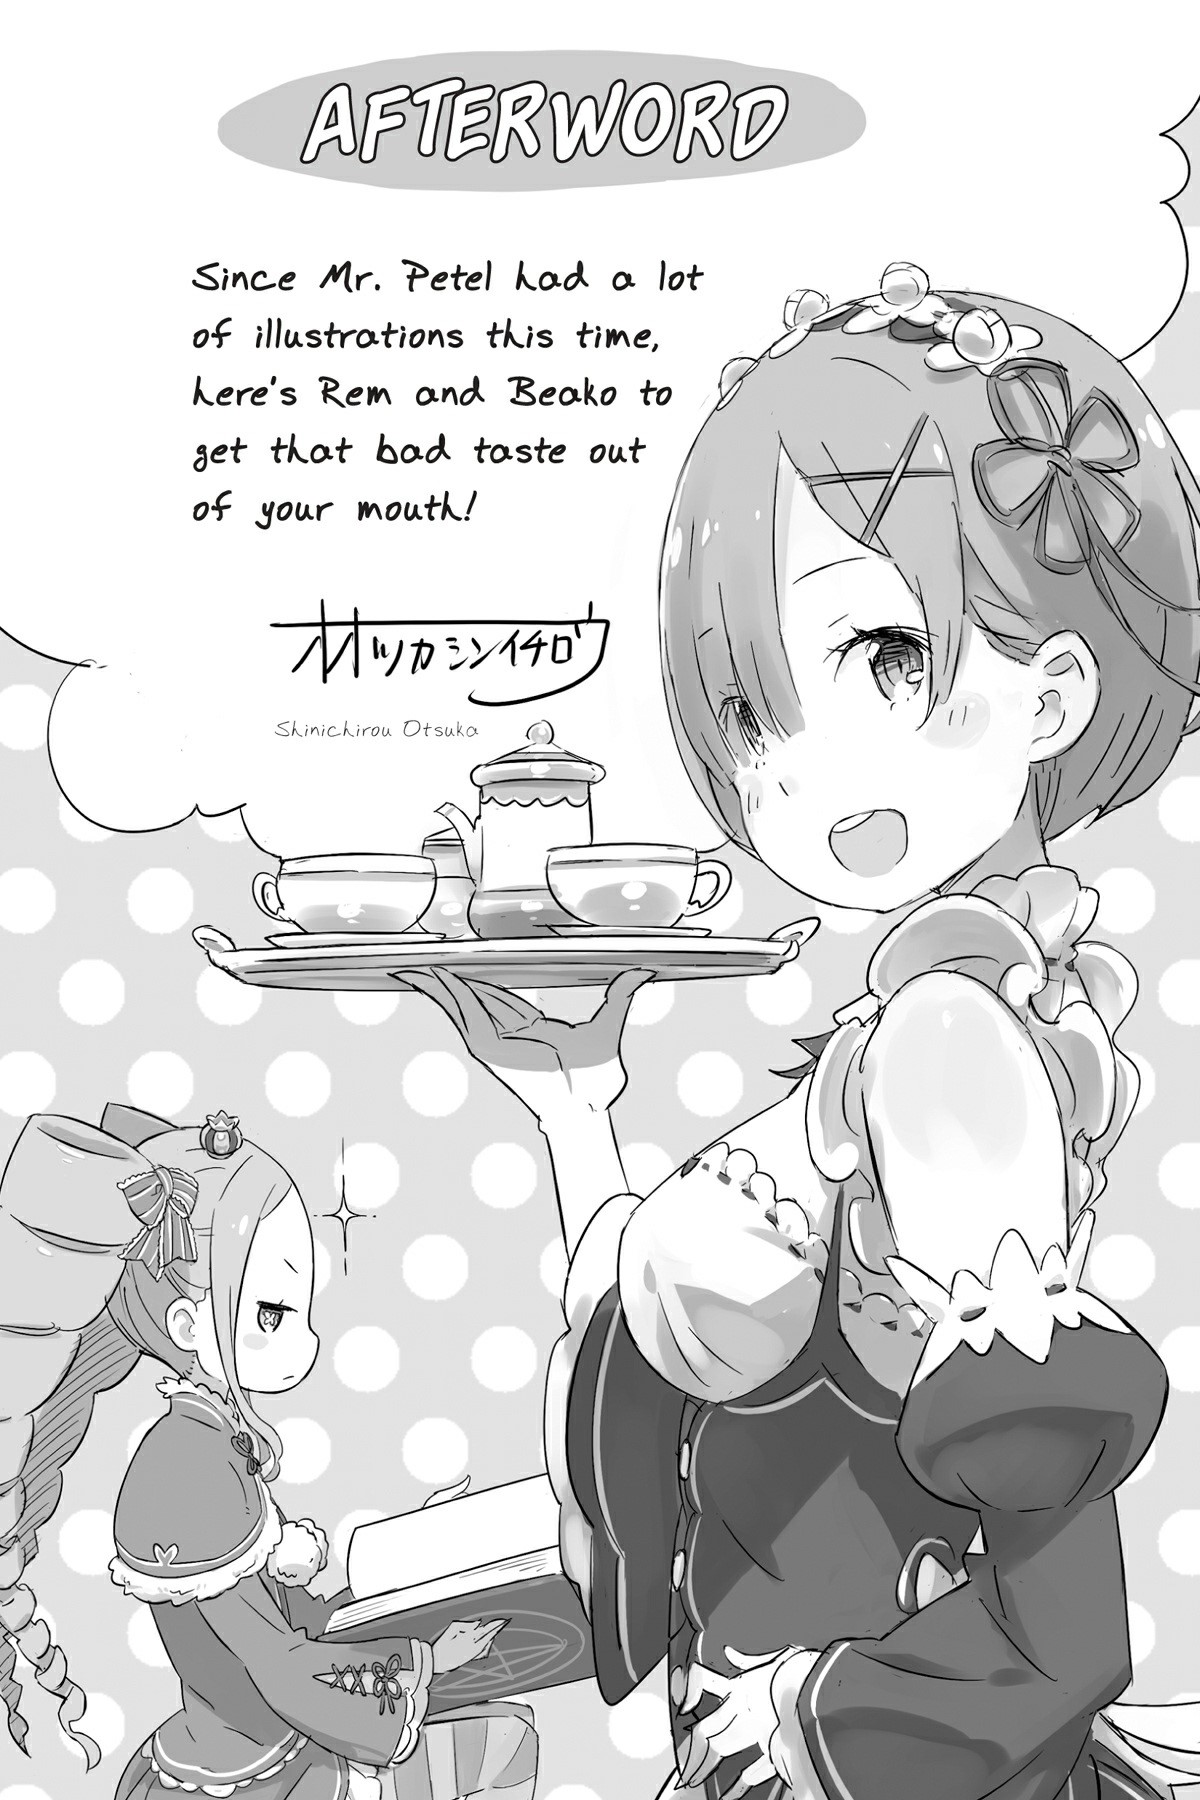 AFTERWORD
Since Mr. Petel had a lot
of illustrations this time,
here's Rem and Beako to
get that bad taste out
of your mouth!
オオツカシンイチロウ
Shinichirou Otsuka